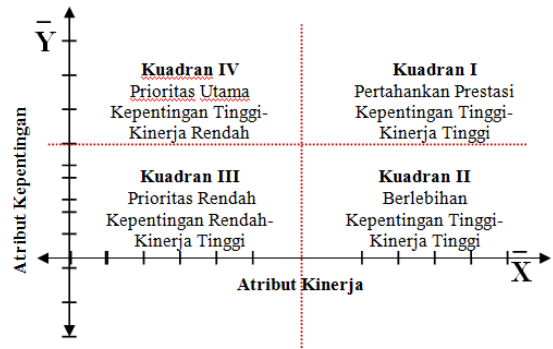 Y
Kuadran IV
Prioritas Utama
Kepentingan Tinggi-
Kinerja Rendah
Kuadran I
Pertahankan Prestasi
Kepentingan Tinggi-
Kinerja Tinggi
Atribut Kepentingan
Kuadran III
Prioritas Rendah
Kepentingan Rendah-
Kinerja Tinggi
Kuadran II
Berlebihan
Kepentingan Tinggi-
Kinerja Tinggi
X
Atribut Kinerja